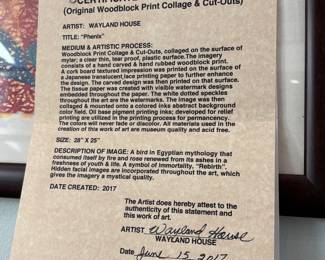 (Original Woodblock Print Collage & Cut-Outs)
ARTIST: WAYLAND HOUSE
TITLE: "Phenix"
MEDIUM & ARTISTIC PROCESS:
Woodblock Print Collage & Cut-Outs, collaged on the surface of
mylar; a clear thin, tear proof, plastic surface. The imagery
consists of a hand carved and rubbed woodblock design print.
A cork board textured impression was printed on the surface of
a Japanese translucent lace printing paper to further enhance
the design. The carved design was then printed on that surface.
The tissue paper was created with visible watermark designs
embedded throughout the paper. The white dotted speckles
throughout the art are the watermarks. The image was then
collaged & mounted onto a colored inks abstract background
color field. Oil base pigment printing inks; developed for relief
printing are utilized in the printing process for permancency.
The colors will never fade or discolor. All materials used in the
creation of this work of art are museum quality and acid free.
SIZE: 28" X 25"
DESCRIPTION OF IMAGE: A bird in Egyptian mythology that
consumed itself by fire and rose renewed from its ashes in a
freshness of youth & life. A symbol of Immortality, "Rebirth"
Hidden facial images are incorporated throughout the art, which
gives the imagery a mystical quality.
DATE CREATED: 2017
The Artist does hereby attest to the
authenticity of this statement and
this work of art.
ARTIST Wayland House
WAYLAND HOUSE
Date June 15, 2017